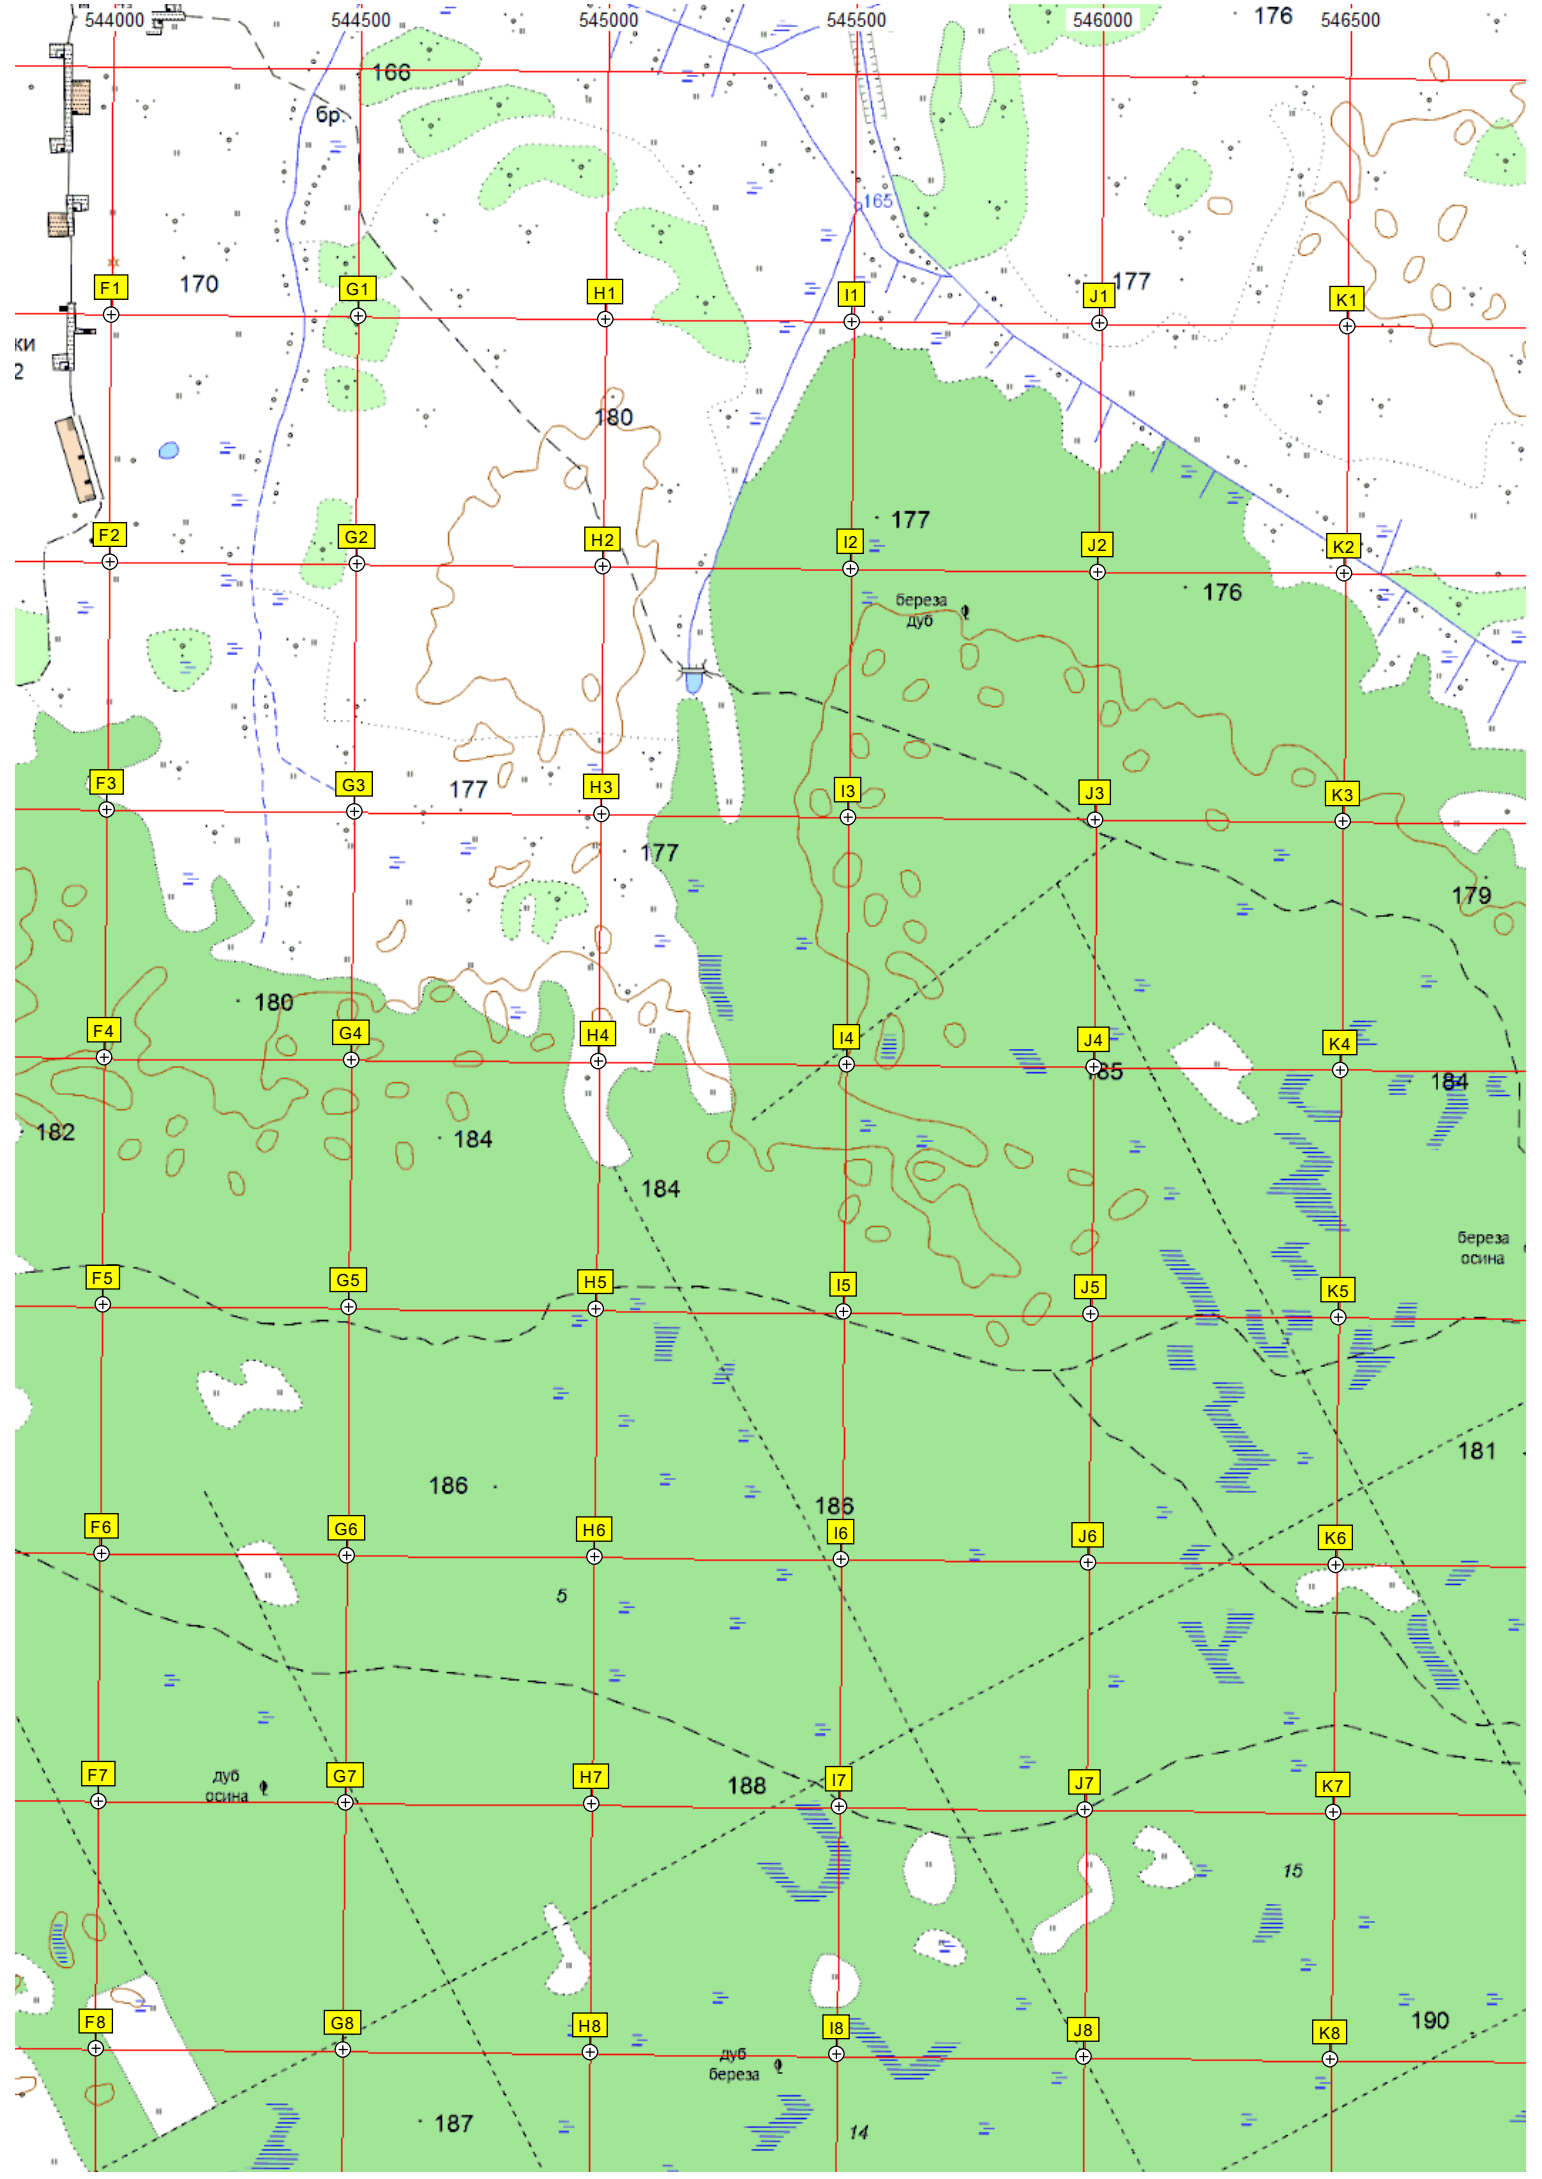 544000 544500 545000 545500 546000 546500
176
166
бр.
165
170
177
F1 G1 H1 I1 J1 K1
ки
2
180
177
F2 G2 H2 I2 J2 K2
176
береза
дуб
F3 G3 H3 I3 J3 K3
177
177
179
180
F4 G4 H4 I4 J4 K4
185
184
182
184
184
береза
осина
F5 G5 H5 I5 J5 K5
181
186
186
F6 G6 H6 I6 J6 K6
5
F7 G7 H7 I7 J7 K7
дуб
осина
188
15
190
F8 G8 H8 I8 J8 K8
дуб
береза
187
14